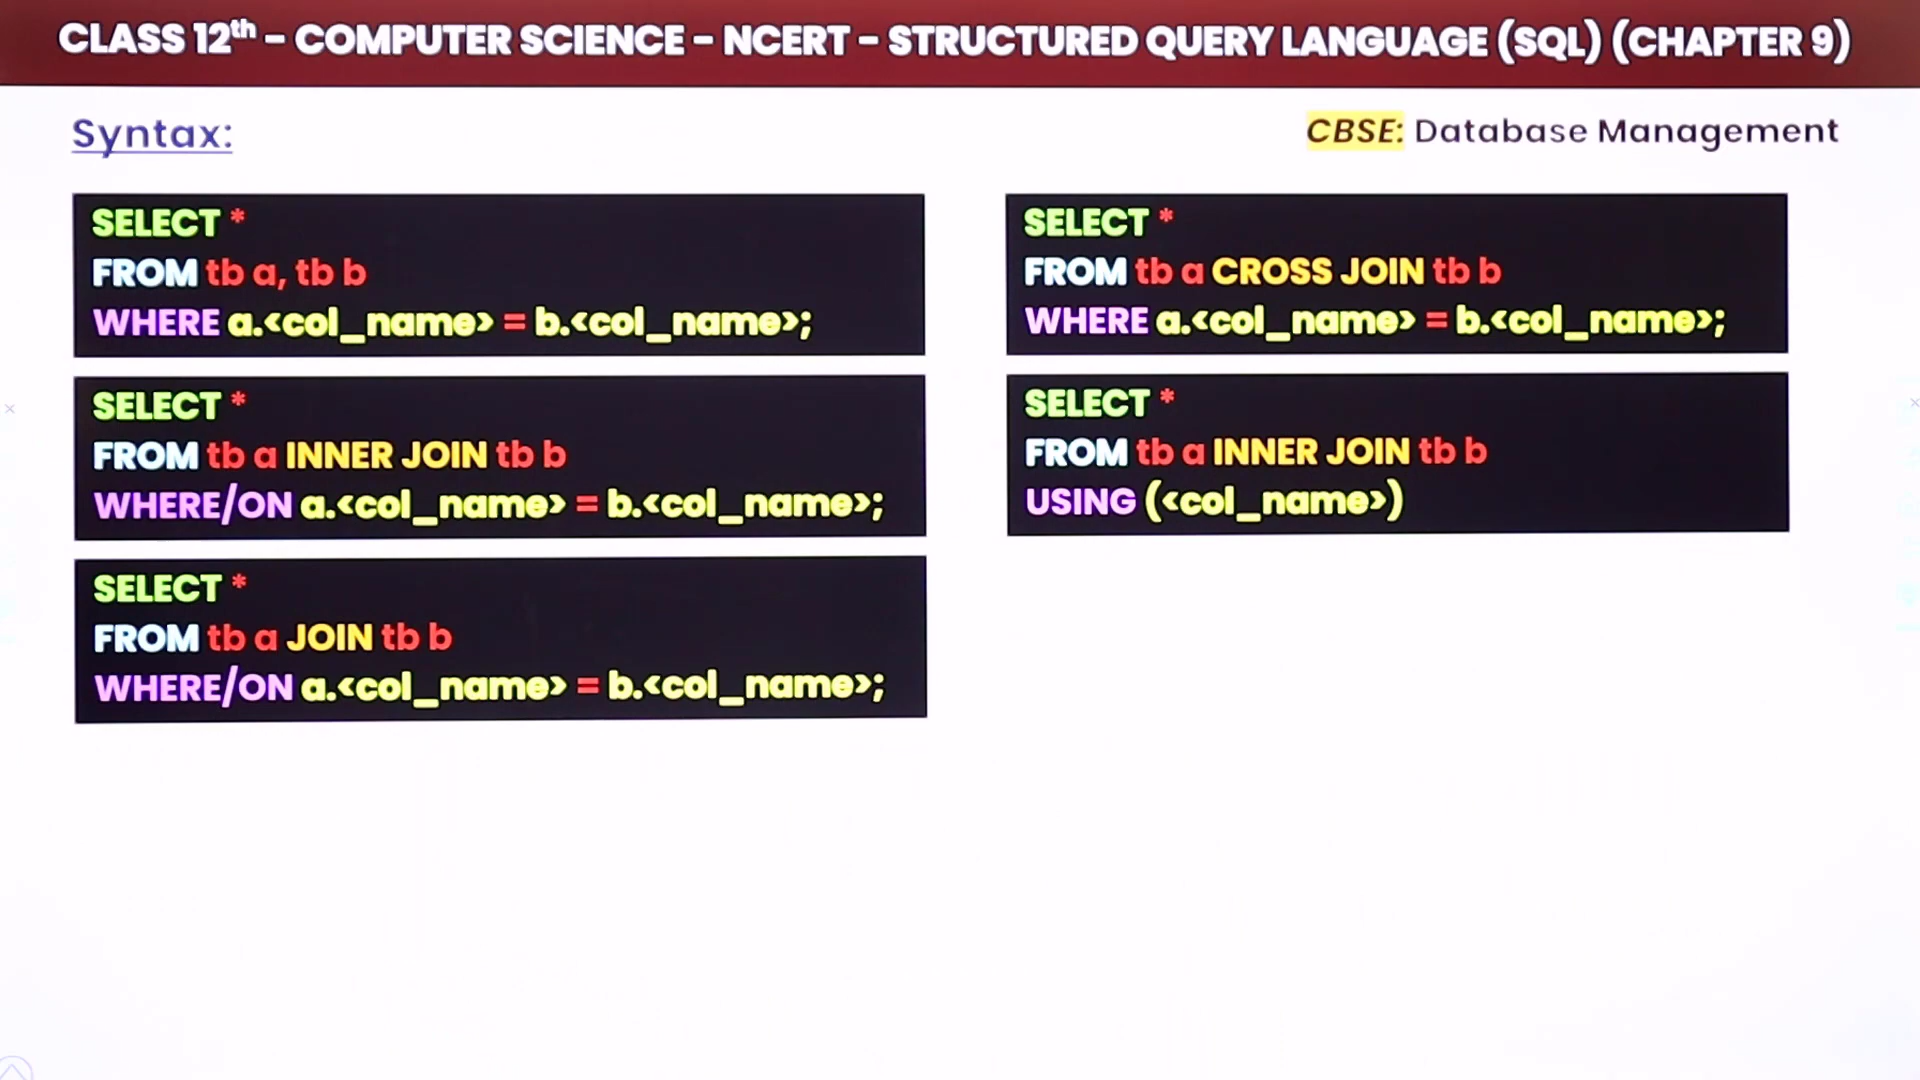 CLASS 12th - COMPUTER SCIENCE - NCERT - STRUCTURED QUERY LANGUAGE (SQL) (CHAPTER 9)
Syntax:
CBSE: Database Management
SELECT *
FROM tb a, tb b
WHERE a.<col_name> = b.<col_name>;
SELECT *
FROM tb a INNER JOIN tb b
WHERE/ON a.<col_name> = b.<col_name>;
SELECT *
FROM tb a JOIN tb b
WHERE/ON a.<col_name> = b.<col_name>;
SELECT *
FROM tb a CROSS JOIN tb b
WHERE a.<col_name> = b.<col_name>;
SELECT *
FROM tb a INNER JOIN tb b
USING (<col_name>)